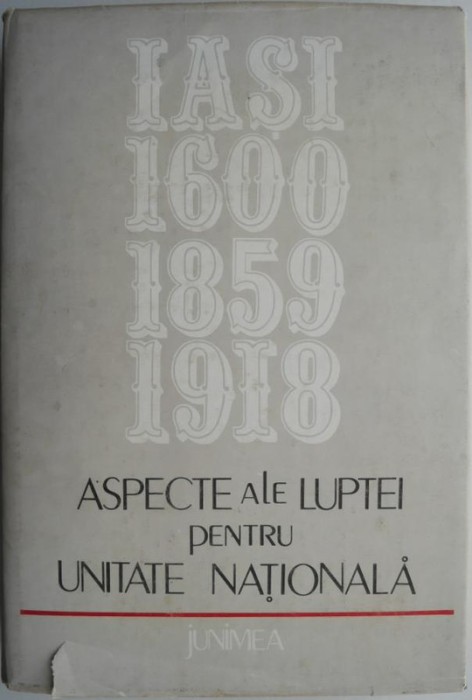 IAȘI
1600
1859
1918
ASPECTE ALE LUPTEI
PENTRU
UNITATE NAȚIONALĂ
JUNIMEA